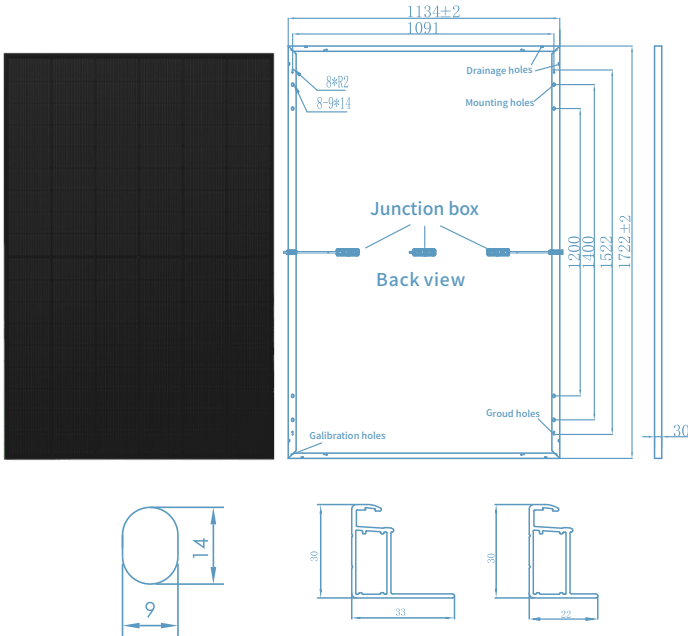 1134±2
1091
Drainage holes
8*R2
8-9*14
Mounting holes
Junction box
Back view
1200
1400
1522
1722±2
Groud holes
Galibration holes
30
14
9
30
33
30
22